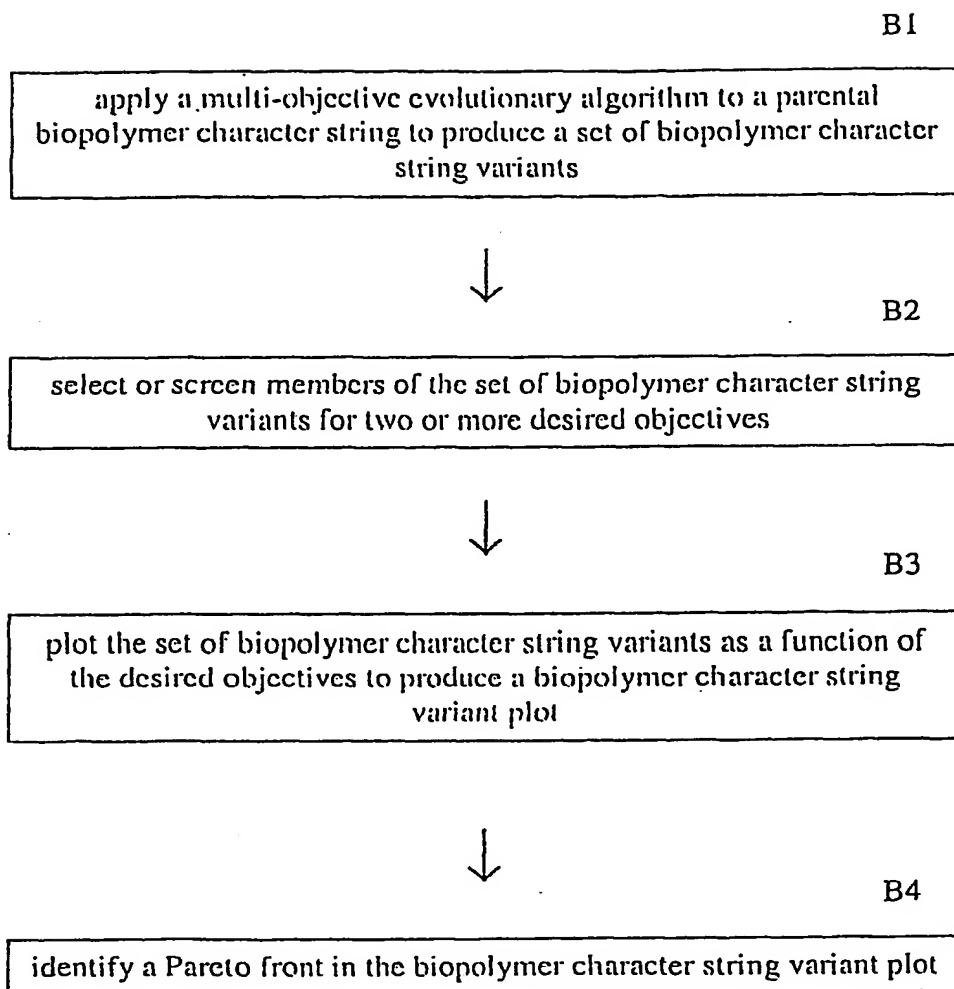 B1
apply a multi-objective evolutionary algorithm to a parental
biopolymer character string to produce a set of biopolymer character
string variants
B2
select or screen members of the set of biopolymer character string
variants for two or more desired objectives
B3
plot the set of biopolymer character string variants as a function of
the desired objectives to produce a biopolymer character string
variant plot
B4
identify a Pareto front in the biopolymer character string variant plot